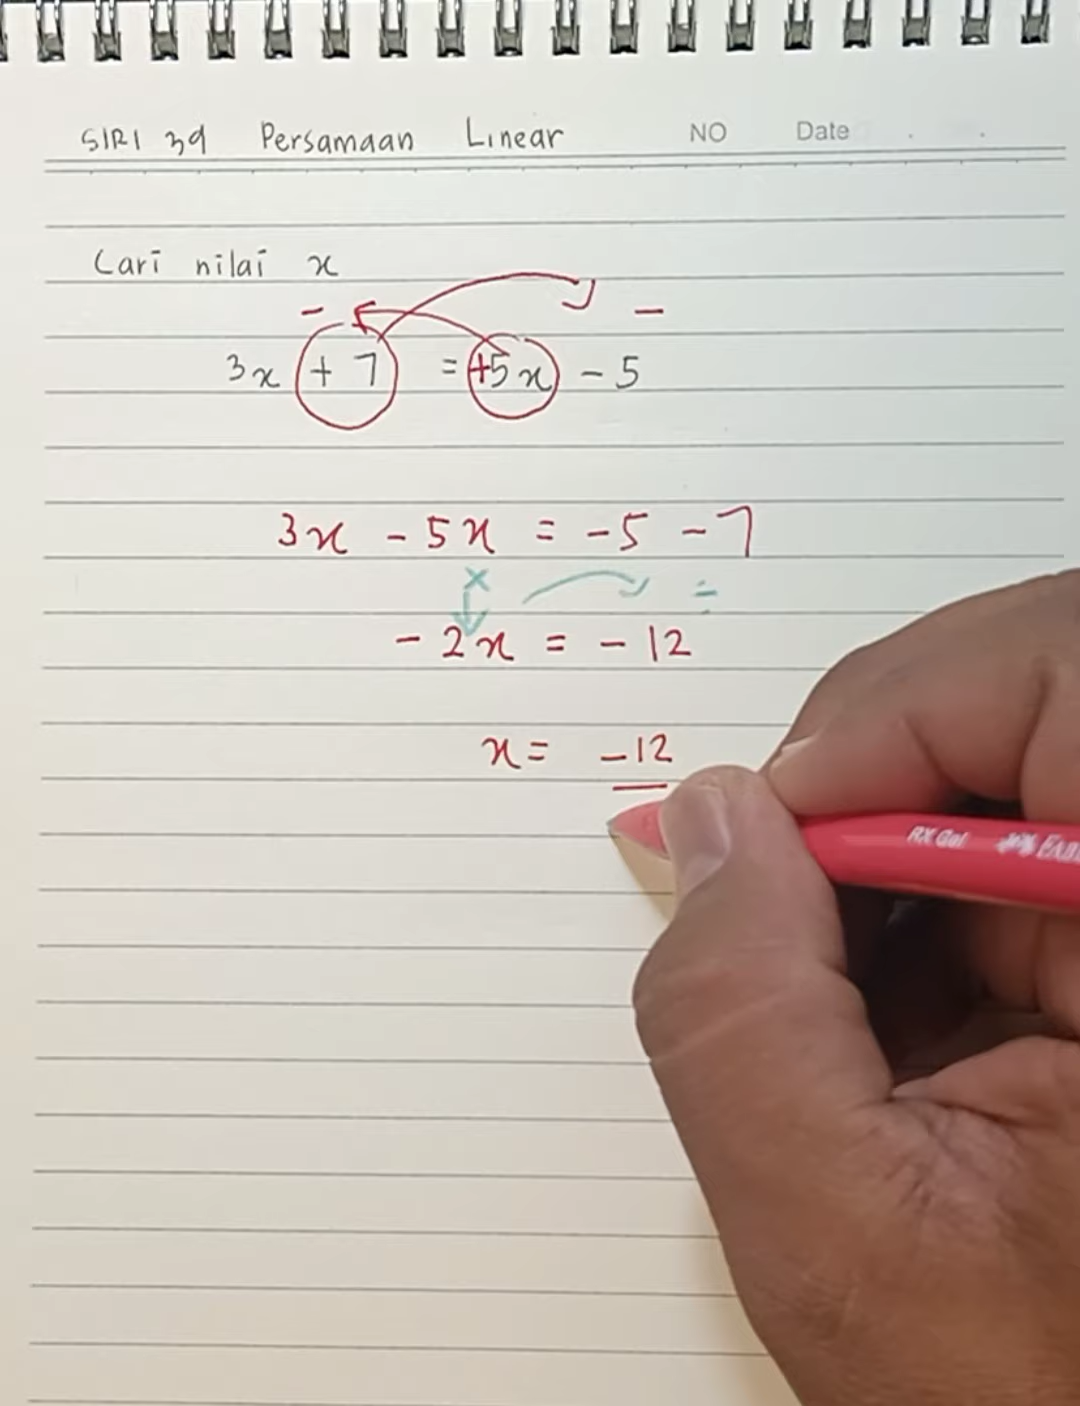 SIRI 39 Persamaan Linear NO Date
Cari nilai x
- -
3x + 7 = +5x - 5
3x - 5x = -5 - 7
× ÷
- 2x = - 12
x = -12
RX Gel